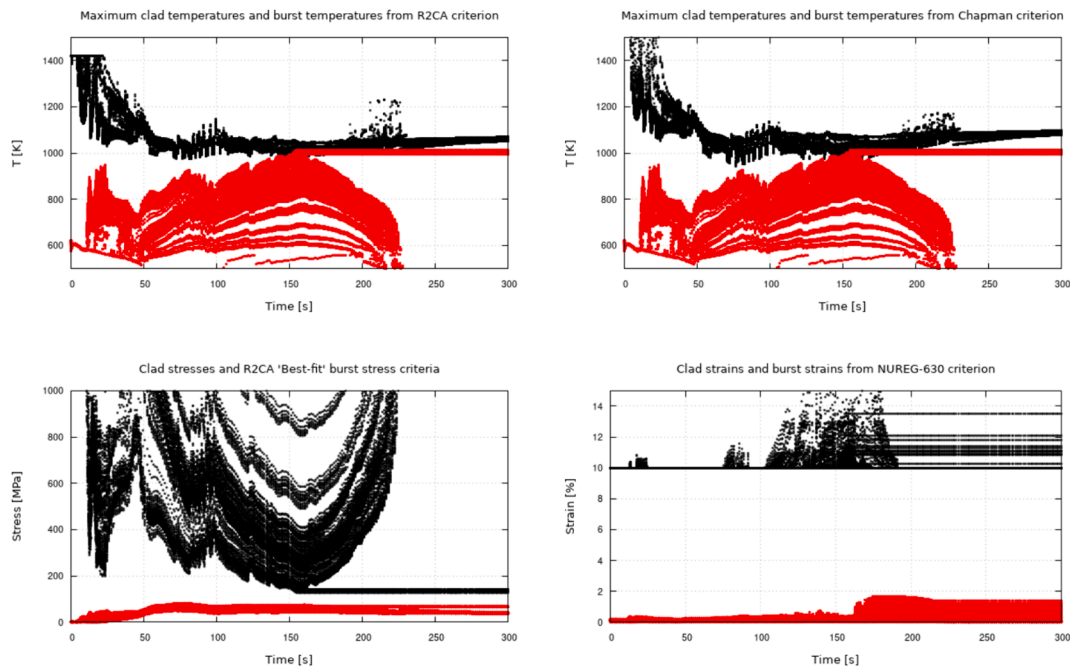 Maximum clad temperatures and burst temperatures from R2CA criterion
1400
1200
1000
800
600
T [K]
0 50 100 150 200 250 300
Time [s]
Maximum clad temperatures and burst temperatures from Chapman criterion
1400
1200
1000
800
600
T [K]
0 50 100 150 200 250 300
Time [s]
Clad stresses and R2CA 'Best-fit' burst stress criteria
1000
800
600
400
200
0
Stress [MPa]
0 50 100 150 200 250 300
Time [s]
Clad strains and burst strains from NUREG-630 criterion
14
12
10
8
6
4
2
0
Strain [%]
0 50 100 150 200 250 300
Time [s]